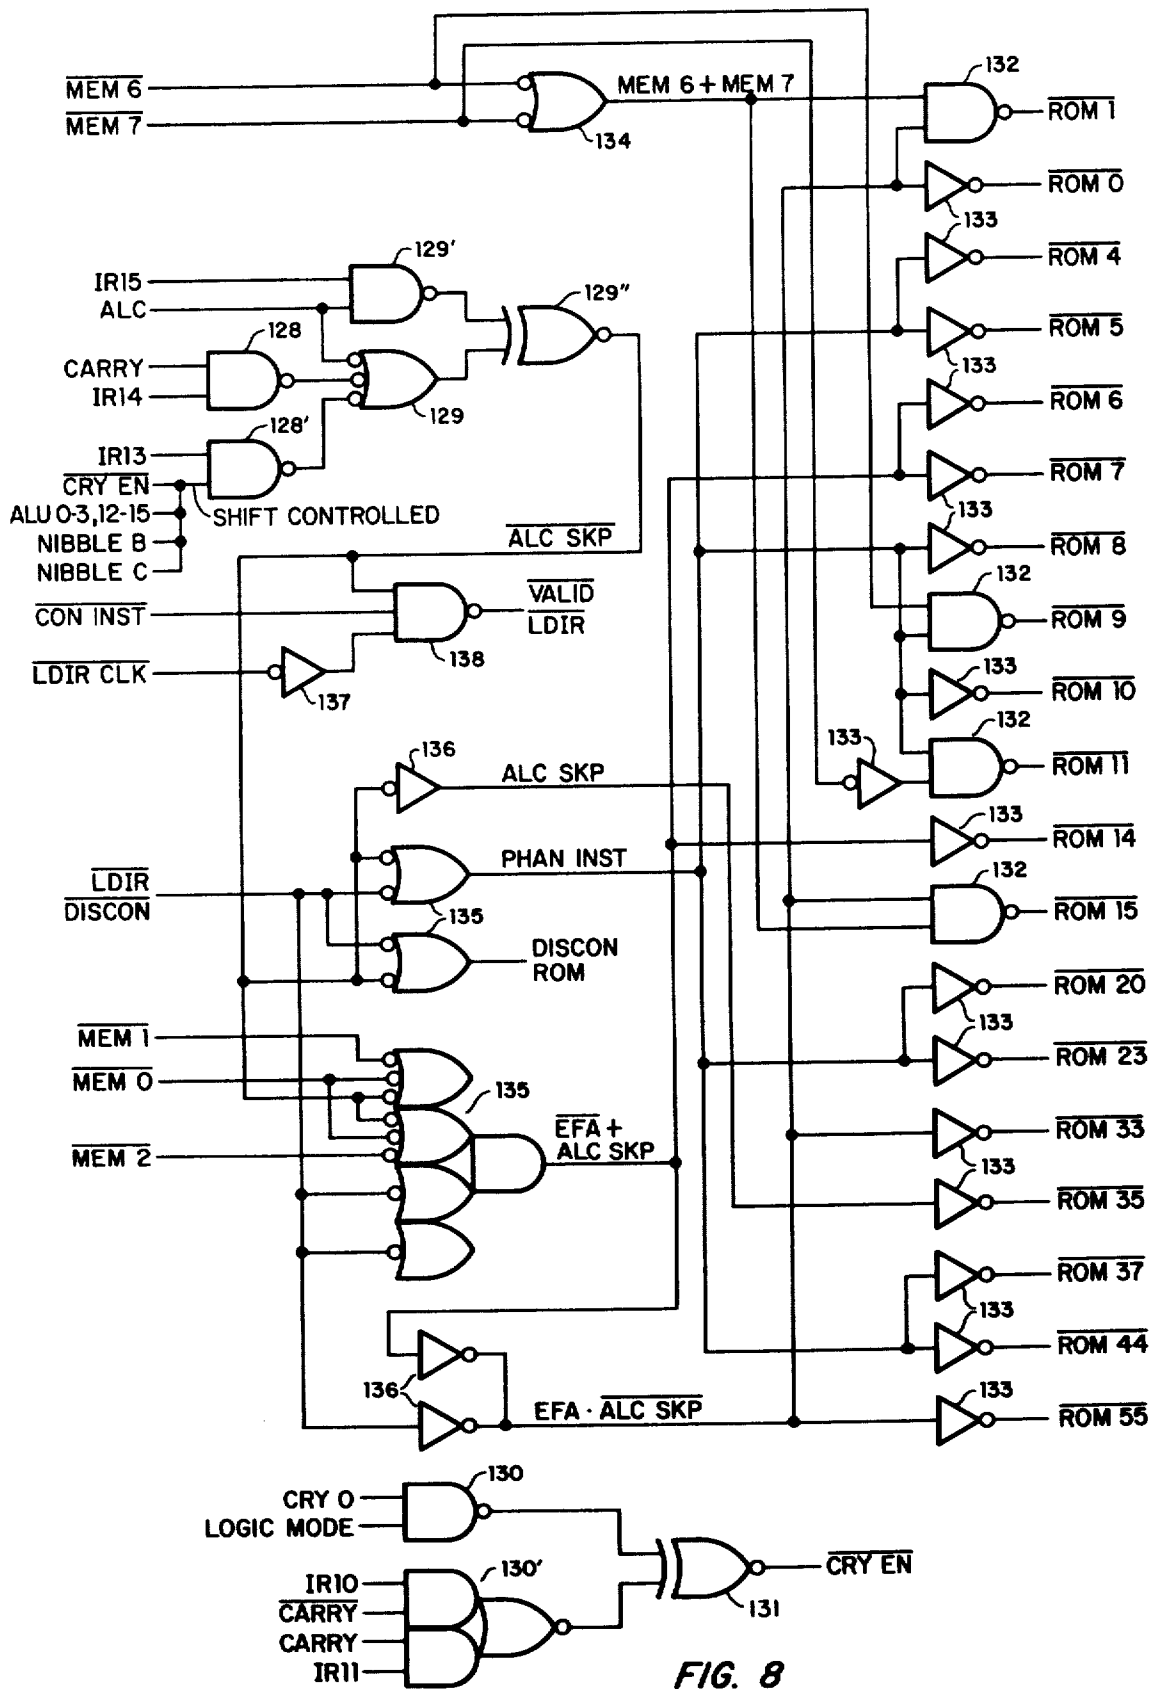 MEM 6
MEM 7
MEM 6 + MEM 7
134
132
ROM 1
ROM 0
133
ROM 4
ROM 5
133
ROM 6
ROM 7
133
ROM 8
132
ROM 9
133
ROM 10
132
133
ROM 11
133
ROM 14
132
ROM 15
ROM 20
133
ROM 23
ROM 33
133
ROM 35
ROM 37
133
ROM 44
133
ROM 55
IR15
ALC
129'
129"
CARRY
IR14
128
129
IR13
CRY EN
128'
ALU 0-3, 12-15
SHIFT CONTROLLED
NIBBLE B
NIBBLE C
ALC SKP
CON INST
VALID
LDIR
138
LDIR CLK
137
136
ALC SKP
PHAN INST
LDIR
DISCON
135
DISCON
ROM
MEM 1
MEM 0
135
MEM 2
EFA +
ALC SKP
136
EFA · ALC SKP
CRY 0
LOGIC MODE
130
IR10
CARRY
CARRY
IR11
130'
131
CRY EN
FIG. 8